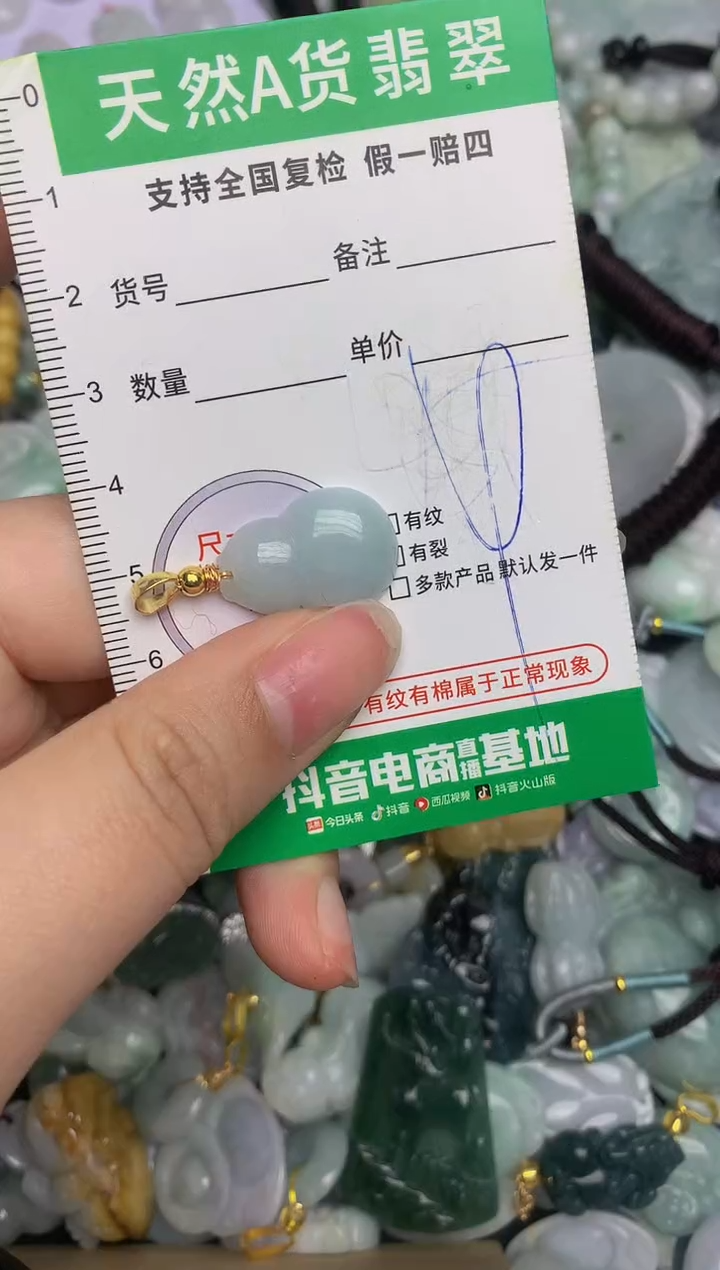 天然A货翡翠
支持全国复检 假一赔四
0
1
2
3
4
5
6
货号
备注
数量
单价
尺
有纹
有裂
多款产品 默认发一件
有纹有棉属于正常现象
抖音电商直播基地
头条 今日头条 抖音 西瓜视频 抖音火山版